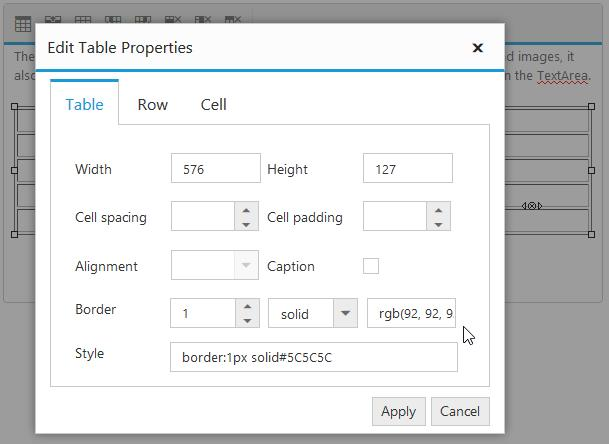 Edit Table Properties
The
d images, it
also
n the TextArea.
Table Row Cell
Width 576 Height 127
Cell spacing Cell padding
Alignment Caption
Border 1 solid rgb(92, 92, 9
Style border:1px solid#5C5C5C
Apply Cancel